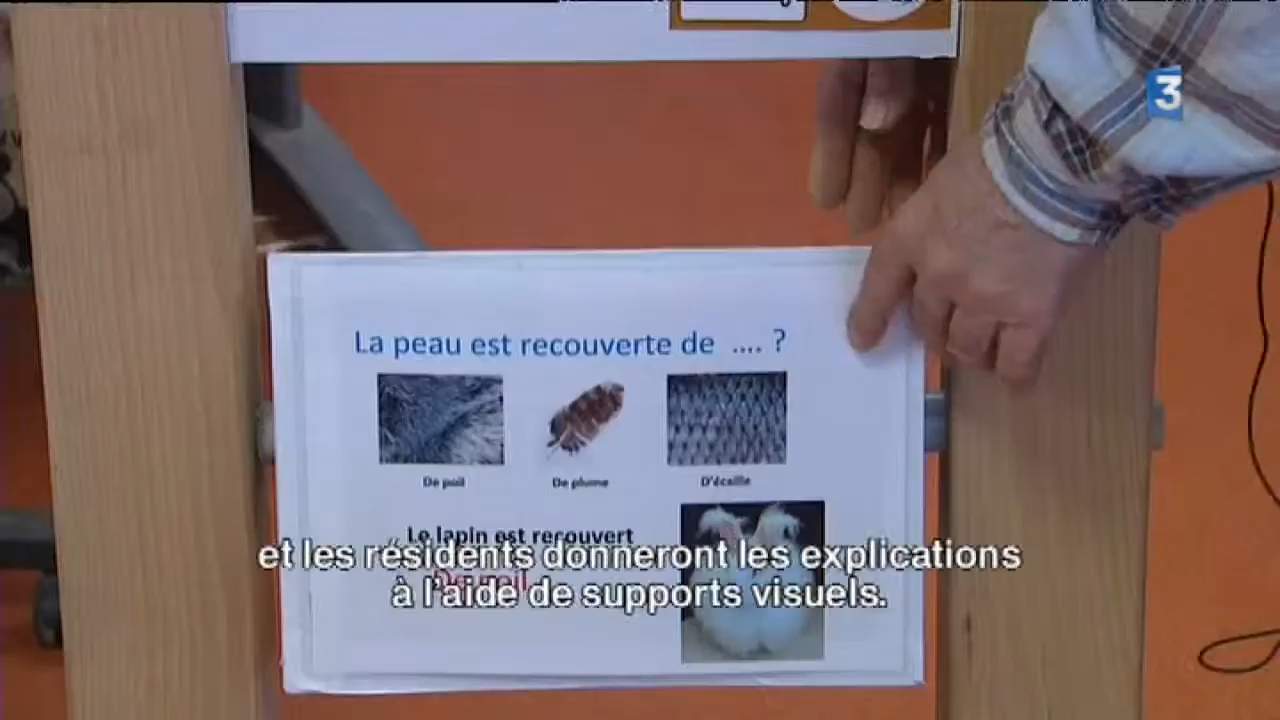 3
La peau est recouverte de .... ?
De poil
De plume
D'écaille
Le lapin est recouvert
et les résidents donneront les explications
à l'aide de supports visuels.